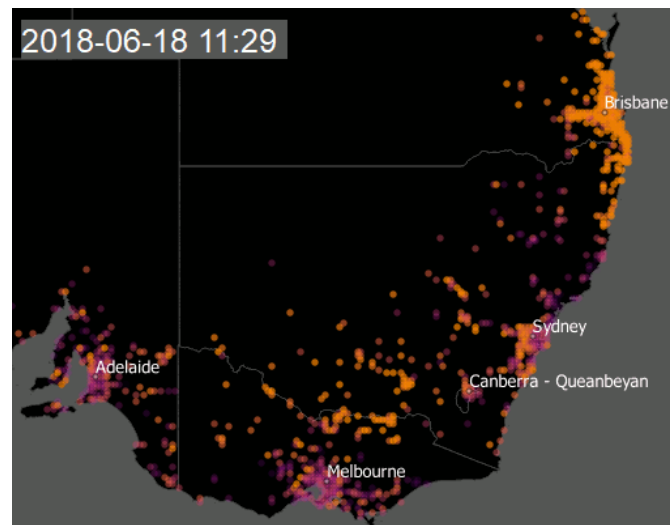 2018-06-18 11:29
Brisbane
Sydney
Adelaide
Canberra - Queanbeyan
Melbourne